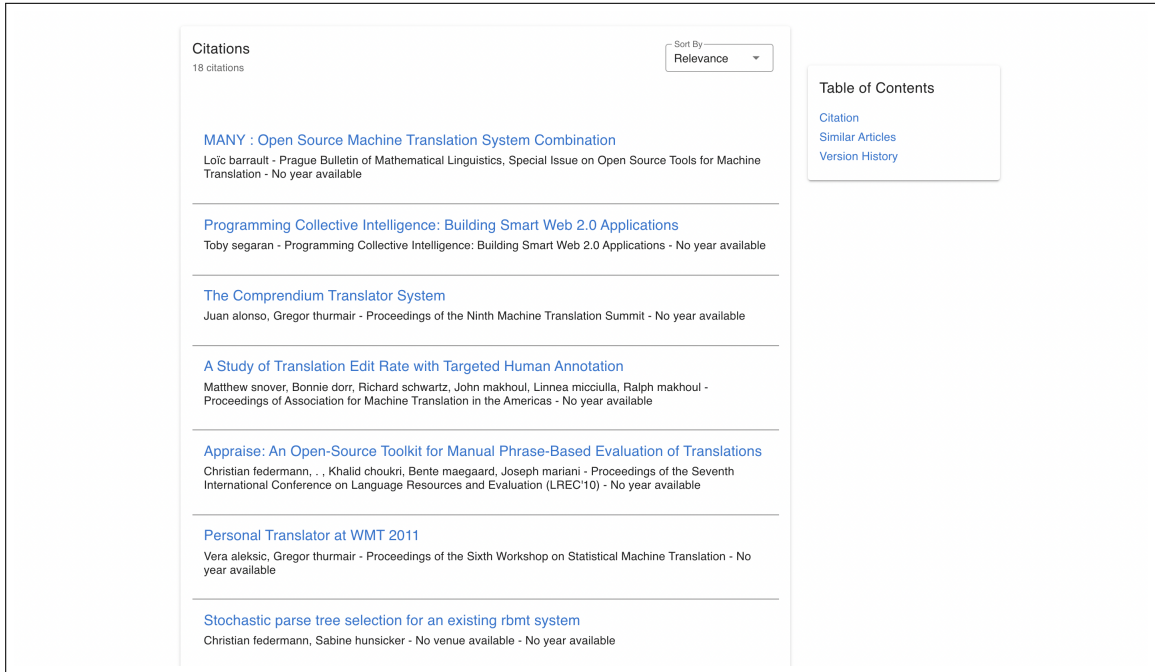 Citations
18 citations
Sort By
Relevance
MANY : Open Source Machine Translation System Combination
Loïc barrault - Prague Bulletin of Mathematical Linguistics, Special Issue on Open Source Tools for Machine
Translation - No year available
Programming Collective Intelligence: Building Smart Web 2.0 Applications
Toby segaran - Programming Collective Intelligence: Building Smart Web 2.0 Applications - No year available
The Comprendium Translator System
Juan alonso, Gregor thurmair - Proceedings of the Ninth Machine Translation Summit - No year available
A Study of Translation Edit Rate with Targeted Human Annotation
Matthew snover, Bonnie dorr, Richard schwartz, John makhoul, Linnea micciulla, Ralph makhoul -
Proceedings of Association for Machine Translation in the Americas - No year available
Appraise: An Open-Source Toolkit for Manual Phrase-Based Evaluation of Translations
Christian federmann, . , Khalid choukri, Bente maegaard, Joseph mariani - Proceedings of the Seventh
International Conference on Language Resources and Evaluation (LREC'10) - No year available
Personal Translator at WMT 2011
Vera aleksic, Gregor thurmair - Proceedings of the Sixth Workshop on Statistical Machine Translation - No
year available
Stochastic parse tree selection for an existing rbmt system
Christian federmann, Sabine hunsicker - No venue available - No year available
Table of Contents
Citation
Similar Articles
Version History